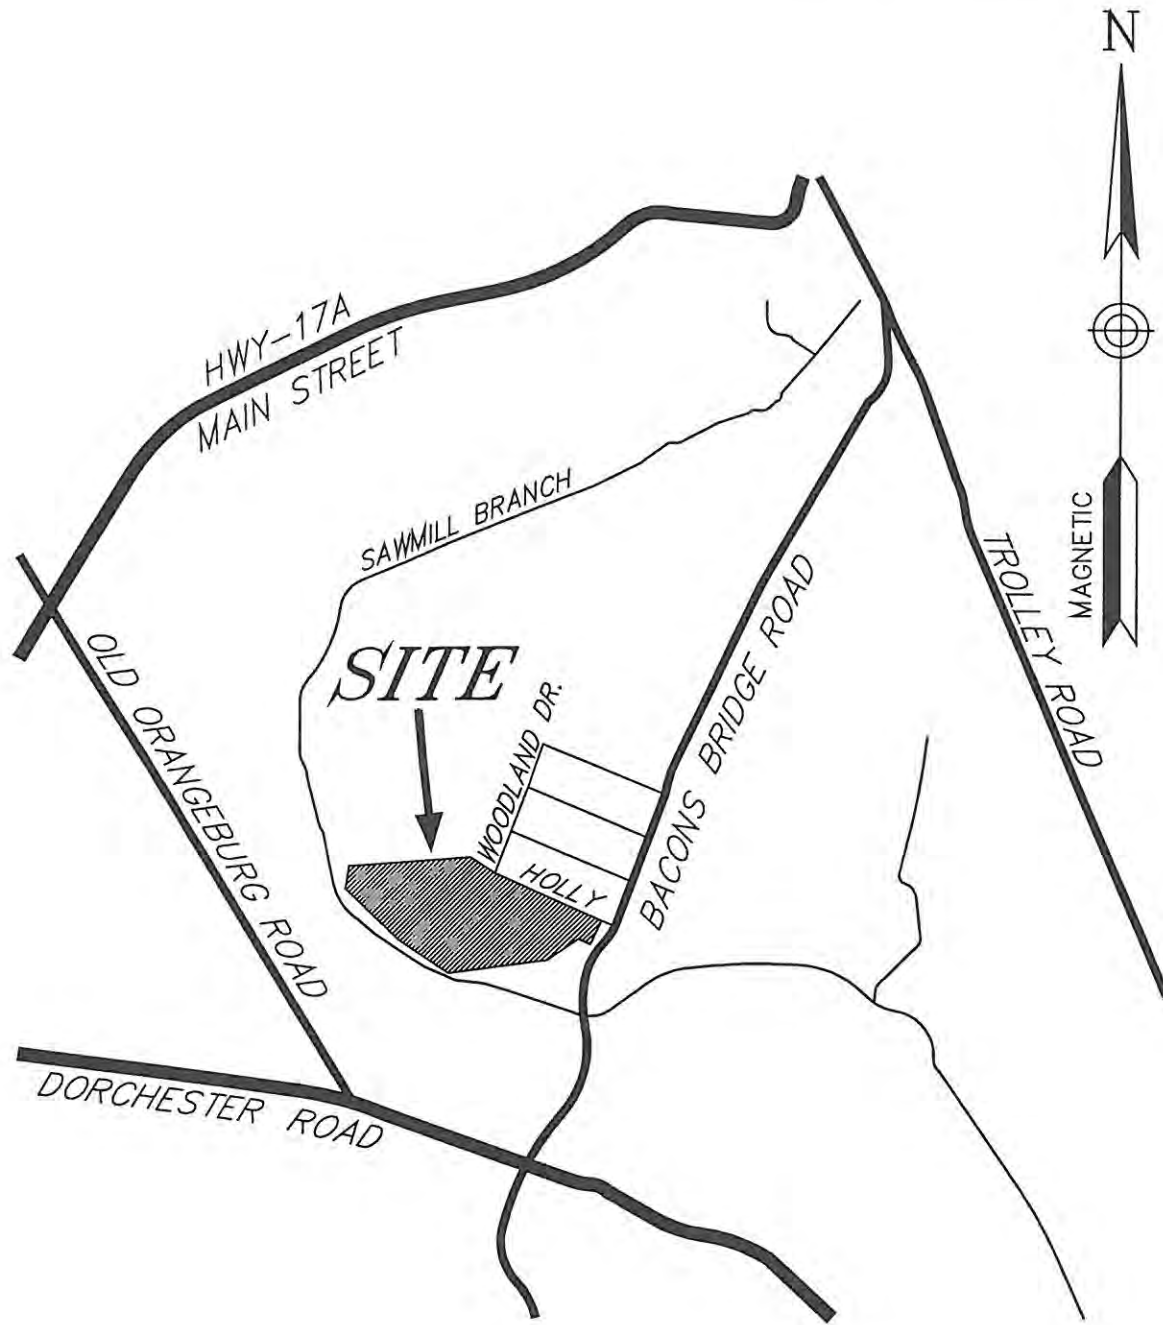 N
HWY-17A
MAIN STREET
SAWMILL BRANCH
MAGNETIC
TROLLEY ROAD
OLD ORANGEBURG ROAD
SITE
WOODLAND DR.
BACONS BRIDGE ROAD
HOLLY
DORCHESTER ROAD